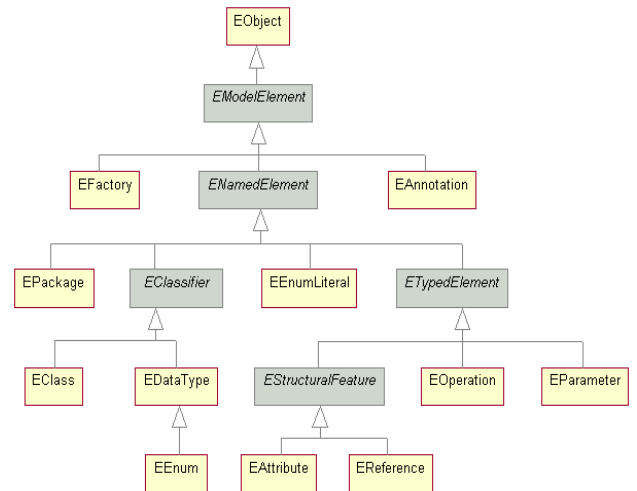 EObject
EModelElement
EFactory
ENamedElement
EAnnotation
EPackage
EClassifier
EEnumLiteral
ETypedElement
EClass
EDataType
EStructuralFeature
EOperation
EParameter
EEnum
EAttribute
EReference